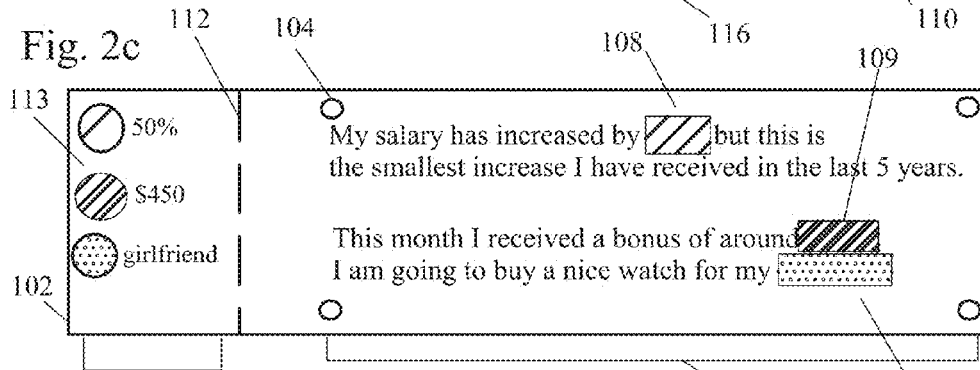 116
110
Fig. 2c
112
104
108
109
113
50%
My salary has increased by but this is
the smallest increase I have received in the last 5 years.
$450
This month I received a bonus of around
girlfriend
I am going to buy a nice watch for my
102